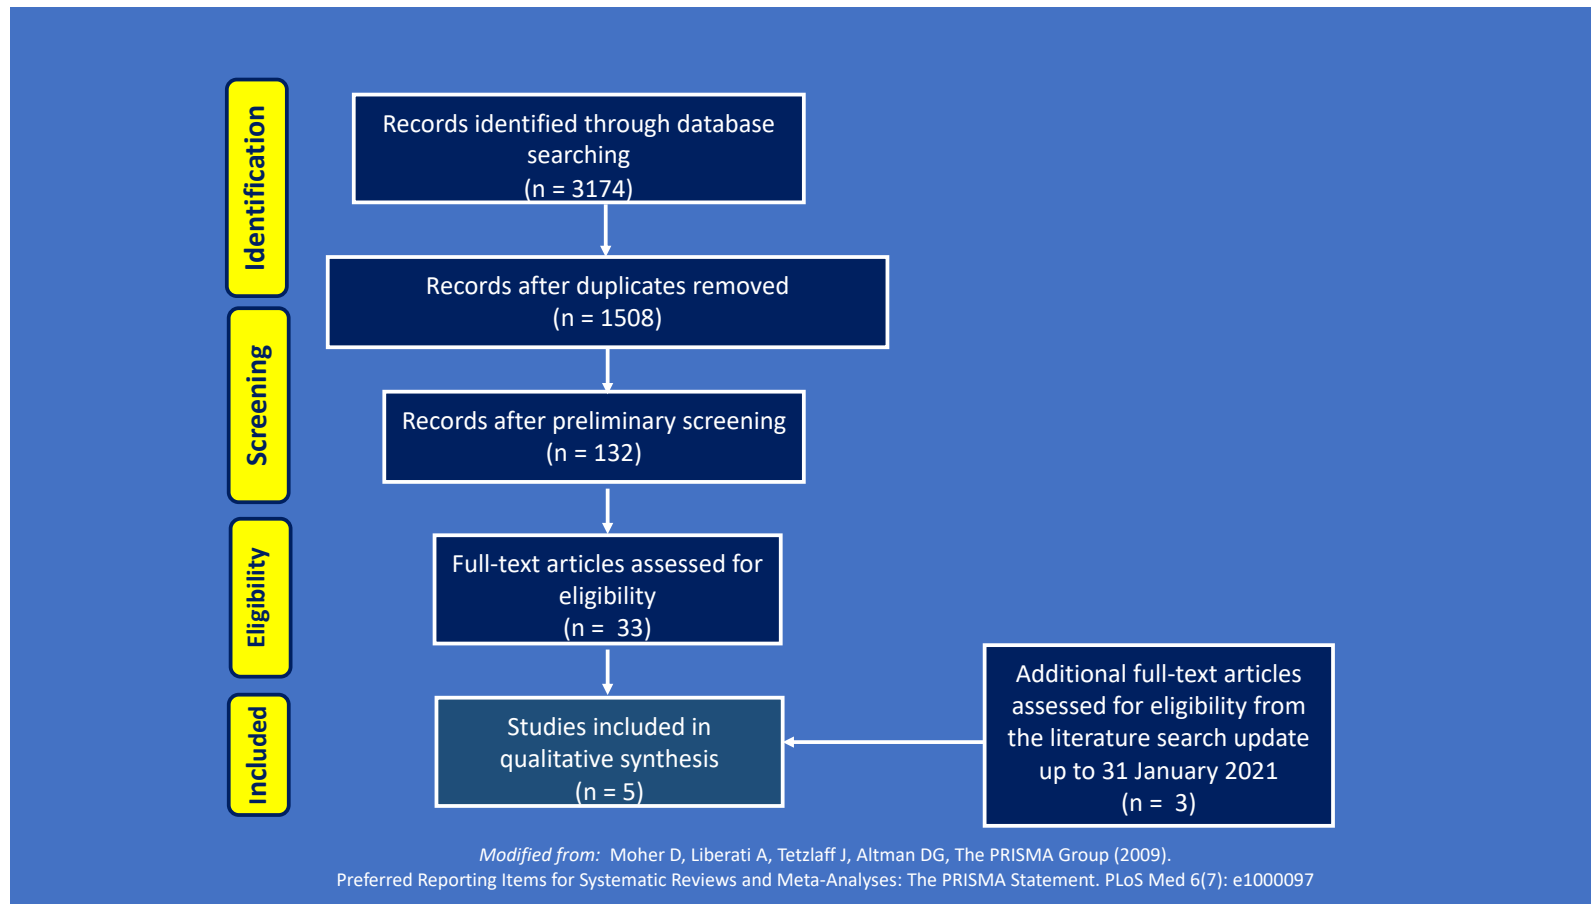 Identification
Records identified through database
searching
(n = 3174)
Records after duplicates removed
(n = 1508)
Screening
Records after preliminary screening
(n = 132)
Eligibility
Full-text articles assessed for
eligibility
(n =  33)
Included
Studies included in
qualitative synthesis
(n = 5)
Additional full-text articles
assessed for eligibility from
the literature search update
up to 31 January 2021
(n =  3)
Modified from:  Moher D, Liberati A, Tetzlaff J, Altman DG, The PRISMA Group (2009).
Preferred Reporting Items for Systematic Reviews and Meta-Analyses: The PRISMA Statement. PLoS Med 6(7): e1000097